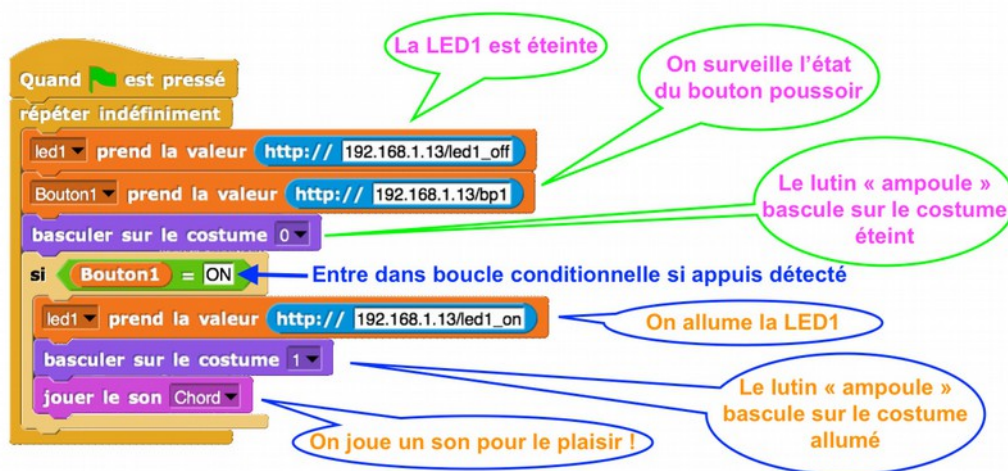 La LED1 est éteinte
On surveille l'état
du bouton poussoir
Quand est pressé
répéter indéfiniment
led1 prend la valeur http:// 192.168.1.13/led1_off
Bouton1 prend la valeur http:// 192.168.1.13/bp1
Le lutin « ampoule »
bascule sur le costume
éteint
basculer sur le costume 0
si Bouton1 = ON Entre dans boucle conditionnelle si appuis détecté
led1 prend la valeur http:// 192.168.1.13/led1_on
On allume la LED1
basculer sur le costume 1
jouer le son Chord
Le lutin « ampoule »
bascule sur le costume
allumé
On joue un son pour le plaisir !